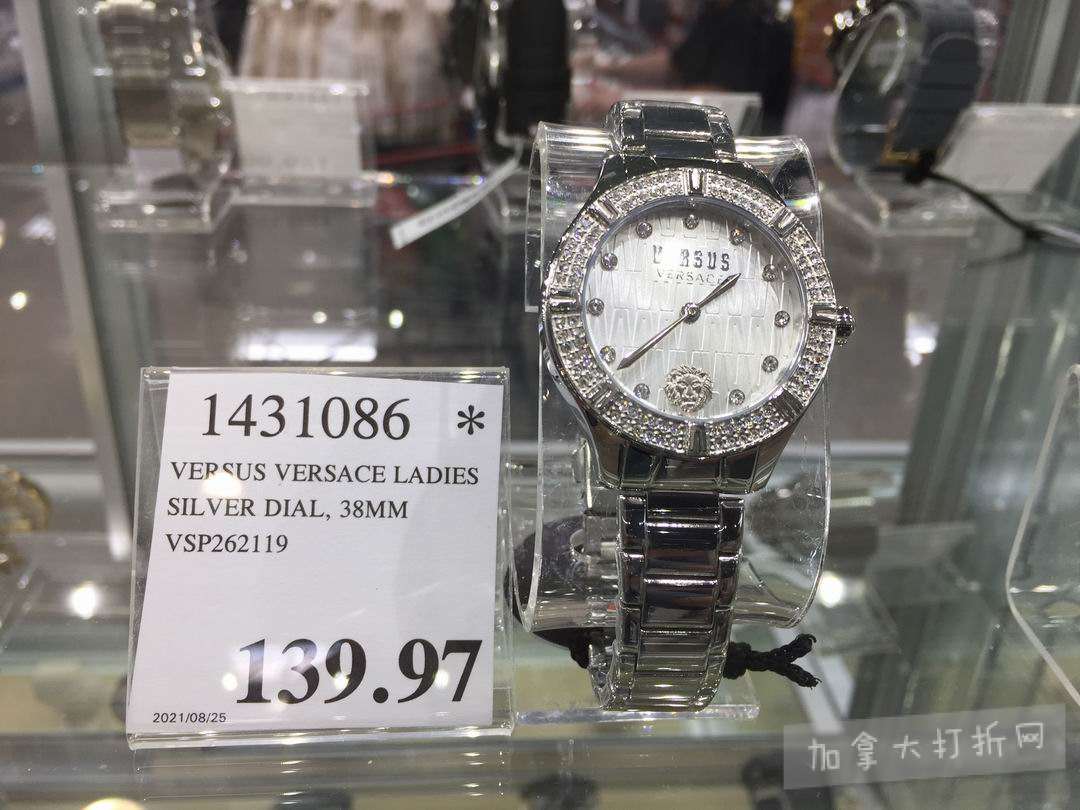 1431086 *
VERSUS VERSACE LADIES
SILVER DIAL, 38MM
VSP262119
139.97
2021/08/25
VERSUS
VERSACE
加拿大打折网